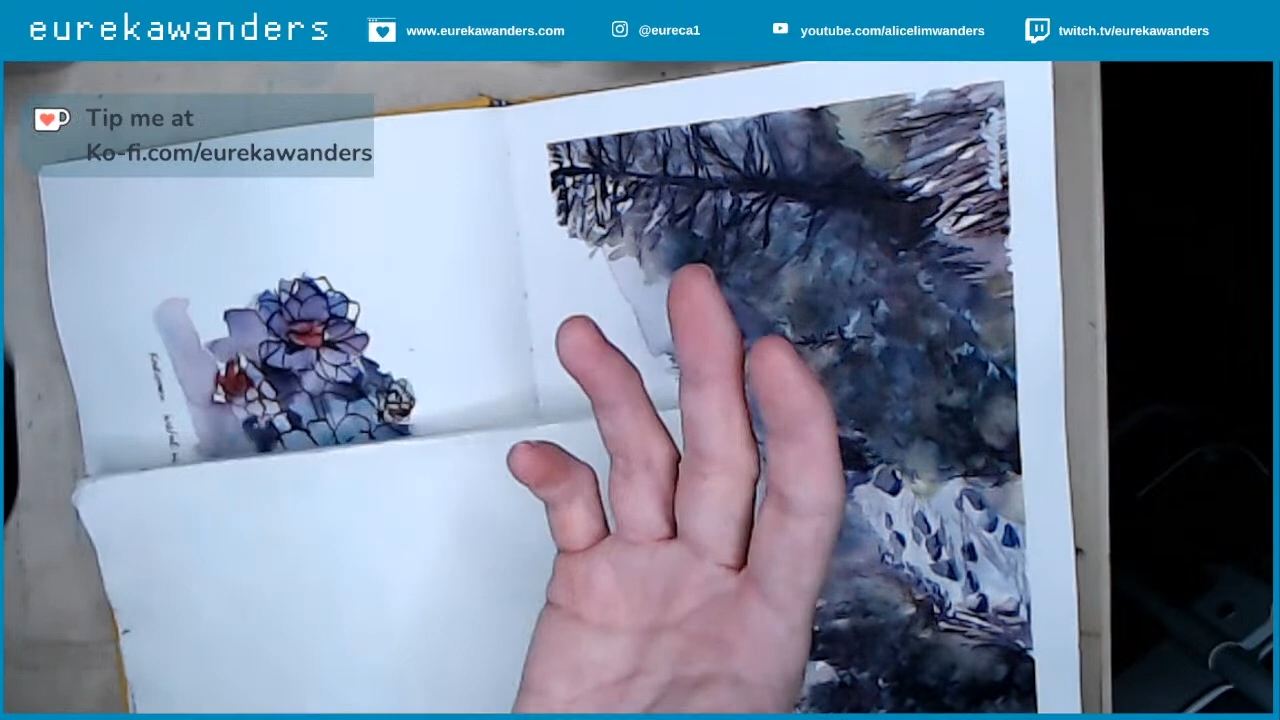 eurekawanders
www.eurekawanders.com
@eureca1
youtube.com/alicelimwanders
twitch.tv/eurekawanders
Tip me at
Ko-fi.com/eurekawanders